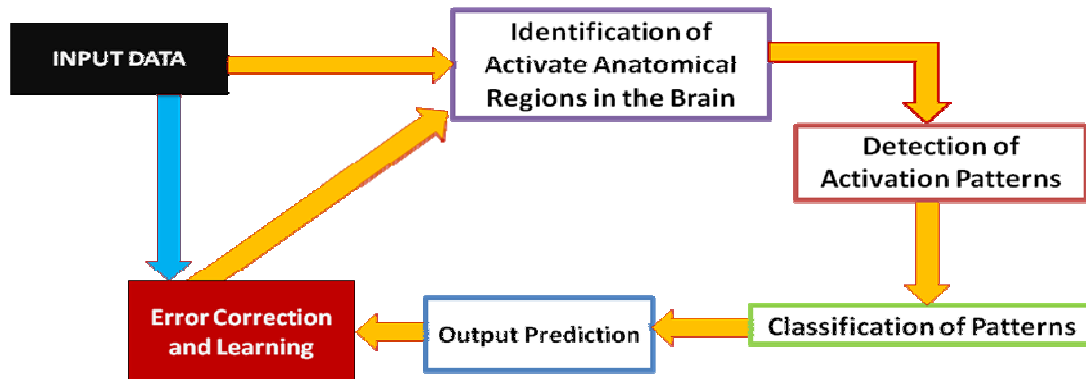 INPUT DATA
Identification of
Activate Anatomical
Regions in the Brain
Detection of
Activation Patterns
Classification of Patterns
Output Prediction
Error Correction
and Learning